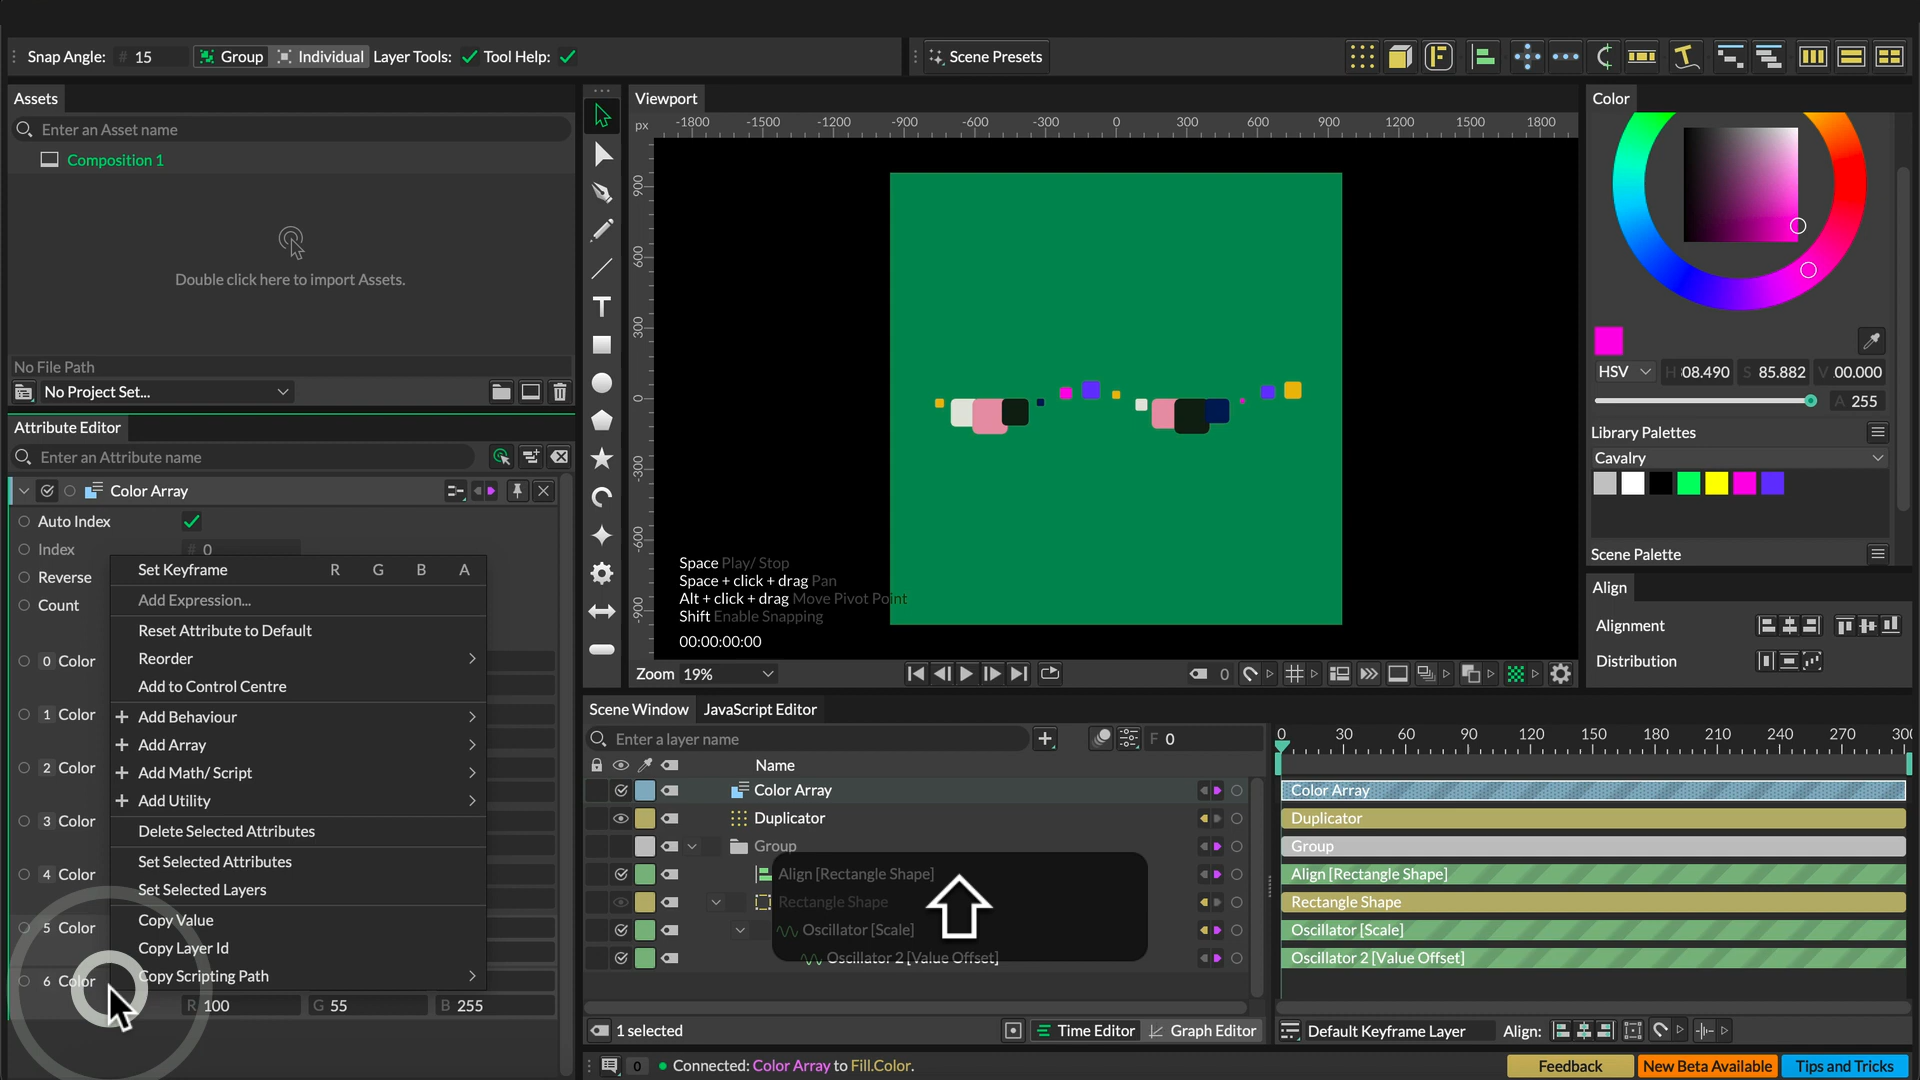 Snap Angle: # 15 Group Individual Layer Tools: Tool Help:
Scene Presets
Assets
Enter an Asset name
Composition 1
Double click here to import Assets.
No File Path
No Project Set...
Attribute Editor
Enter an Attribute name
Color Array
Auto Index
Index # 0
Reverse
Count
0 Color
1 Color
2 Color
3 Color
4 Color
5 Color
6 Color
R 100 G 55 B 255
Set Keyframe R G B A
Add Expression...
Reset Attribute to Default
Reorder
Add to Control Centre
Add Behaviour
Add Array
Add Math/ Script
Add Utility
Delete Selected Attributes
Set Selected Attributes
Set Selected Layers
Copy Value
Copy Layer Id
Copy Scripting Path
Viewport
px -1800 -1500 -1200 -900 -600 -300 0 300 600 900 1200 1500 1800
900
600
300
0
-300
-600
-900
Space Play/ Stop
Space + click + drag Pan
Alt + click + drag Move Pivot Point
Shift Enable Snapping
00:00:00:00
Zoom 19%
0
Scene Window JavaScript Editor
Enter a layer name
F 0
Name
Color Array
Duplicator
Group
Align [Rectangle Shape]
Rectangle Shape
Oscillator [Scale]
Oscillator 2 [Value Offset]
1 selected
Time Editor Graph Editor
0 Connected: Color Array to Fill.Color.
0 30 60 90 120 150 180 210 240 270 300
Color Array
Duplicator
Group
Align [Rectangle Shape]
Rectangle Shape
Oscillator [Scale]
Oscillator 2 [Value Offset]
Default Keyframe Layer Align:
Feedback New Beta Available Tips and Tricks
Color
HSV H 08.490 S 85.882 V 00.000
A 255
Library Palettes
Cavalry
Scene Palette
Align
Alignment
Distribution